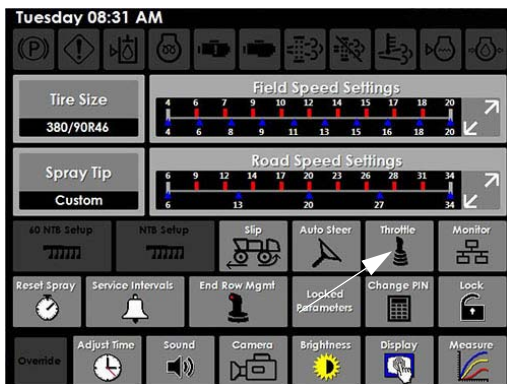 Tuesday 08:31 AM
Tire Size
380/90R46
Field Speed Settings
4 6 7 9 10 12 14 15 17 18 20
4 6 8 9 11 13 15 16 18 20
Spray Tip
Custom
Road Speed Settings
6 9 12 14 17 20 23 26 28 31 34
6 13 20 27 34
60 NTB Setup
NTB Setup
Slip
Auto Steer
Throttle
Monitor
Reset Spray
Service Intervals
End Row Mgmt
Locked
Parameters
Change PIN
Lock
Override
Adjust Time
Sound
Camera
Brightness
Display
Measure